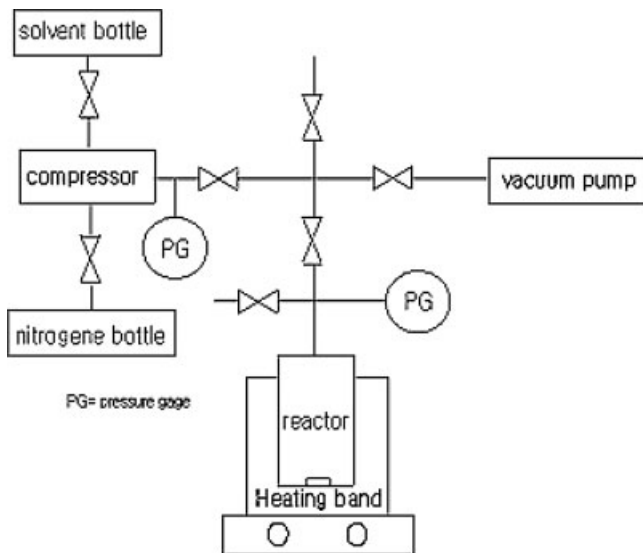 solvent bottle
compressor
vacuum pump
PG
PG
nitrogene bottle
PG= pressure gage
reactor
Heating band